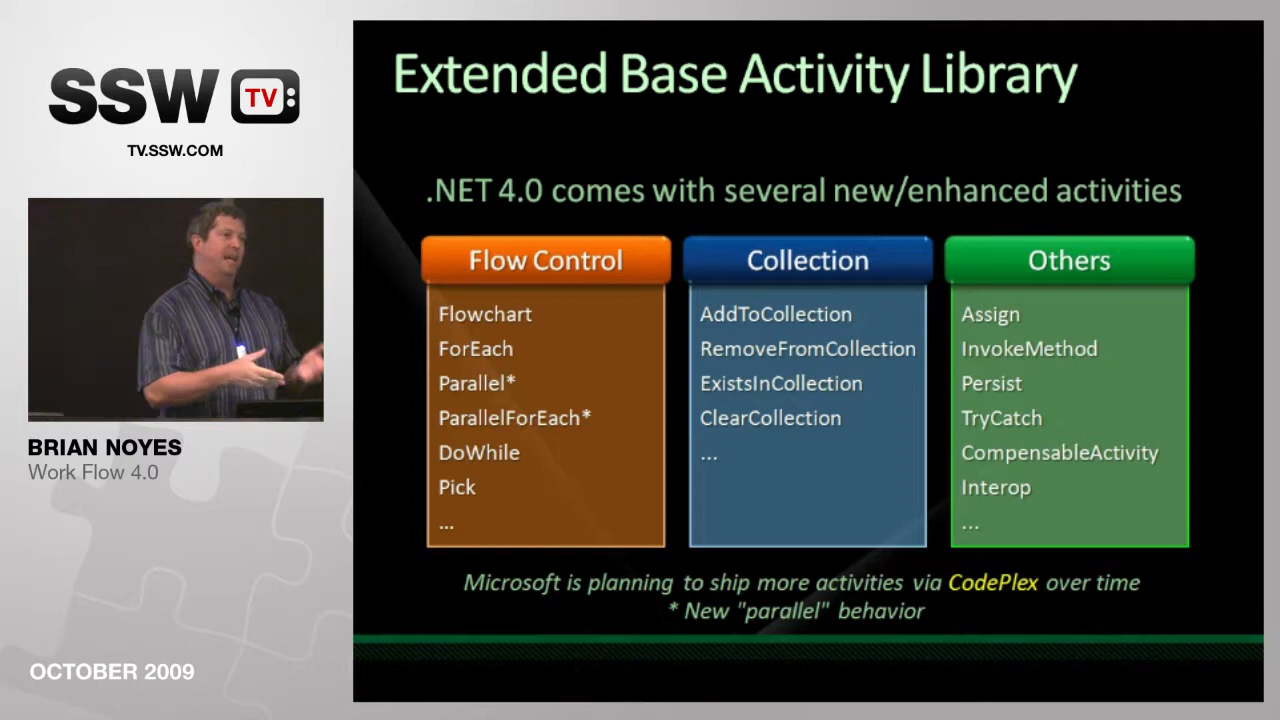 SSW TV
TV.SSW.COM
BRIAN NOYES
Work Flow 4.0
OCTOBER 2009
Extended Base Activity Library
.NET 4.0 comes with several new/enhanced activities
Flow Control
Flowchart
ForEach
Parallel*
ParallelForEach*
DoWhile
Pick
...
Collection
AddToCollection
RemoveFromCollection
ExistsInCollection
ClearCollection
...
Others
Assign
InvokeMethod
Persist
TryCatch
CompensableActivity
Interop
...
Microsoft is planning to ship more activities via CodePlex over time
* New "parallel" behavior